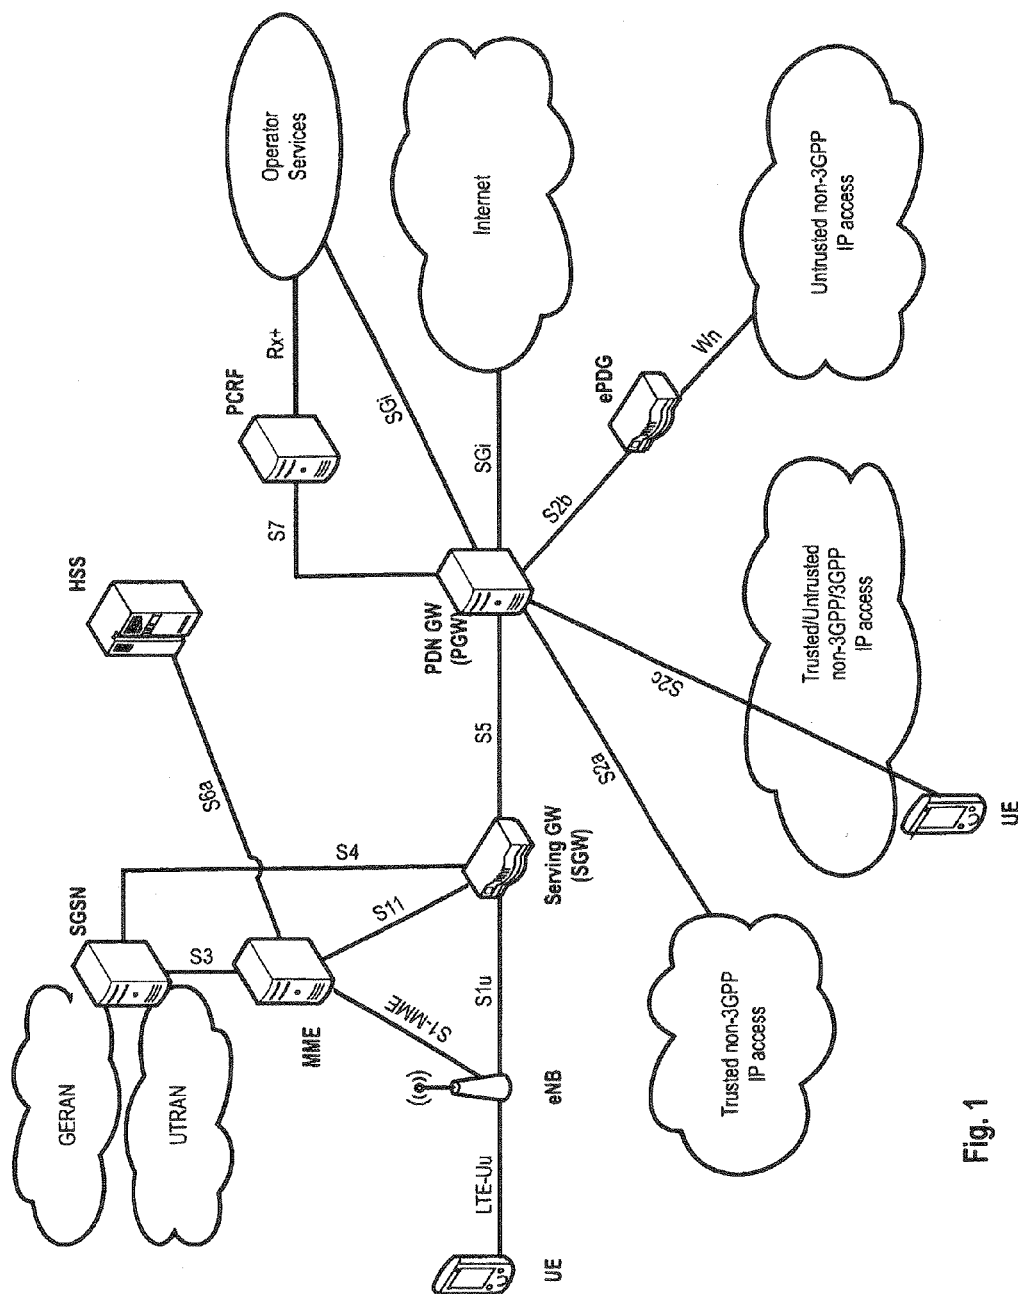 GERAN
UTRAN
SGSN
HSS
S3
S6a
MME
S4
S11
S1-MME
S7
PCRF
Rx+
Operator
Services
SGi
UE
LTE-Uu
eNB
S1u
Serving GW
(SGW)
S5
PDN GW
(PGW)
SGi
Internet
S2a
S2c
S2b
ePDG
Wn
Trusted non-3GPP
IP access
Trusted/Untrusted
non-3GPP/3GPP
IP access
UE
Untrusted non-3GPP
IP access
Fig.1